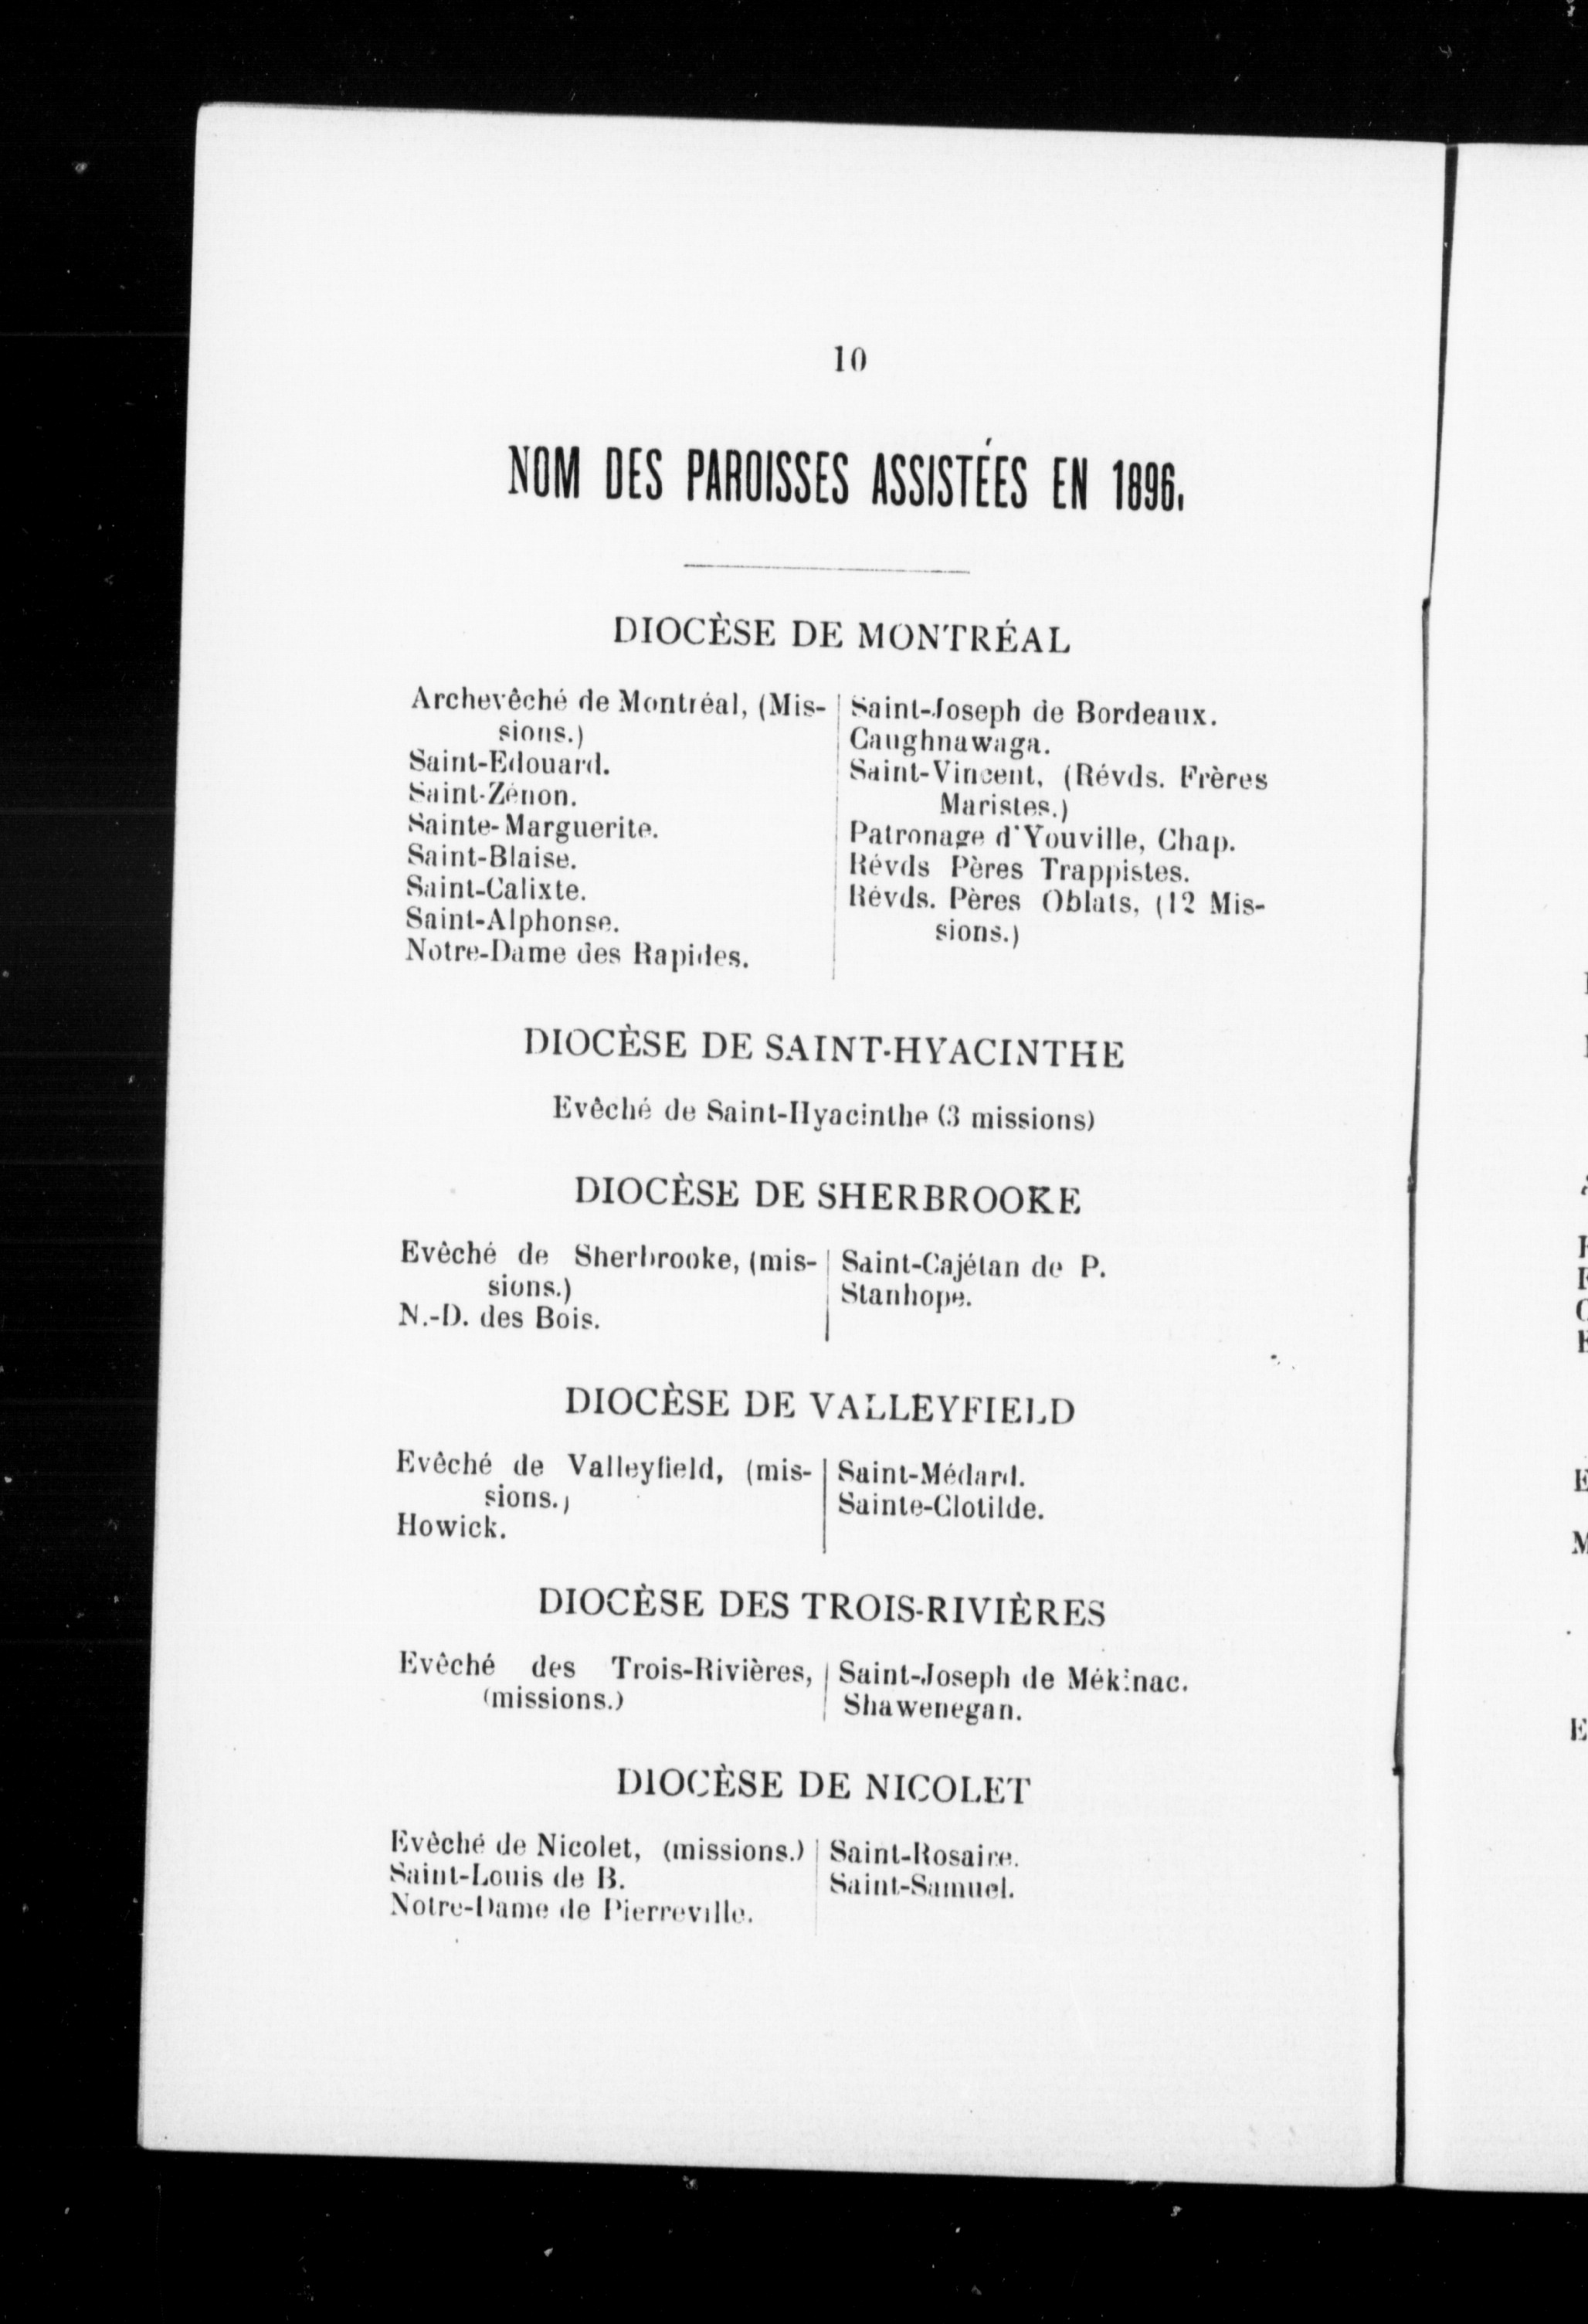 10
NOM DES PAROISSES ASSISTÉES EN 1896.
DIOCÈSE DE MONTRÉAL
Archevêché de Montréal, (Mis-
sions.)
Saint-Edouard.
Saint-Zénon.
Sainte-Marguerite.
Saint-Blaise.
Saint-Calixte.
Saint-Alphonse.
Notre-Dame des Rapides.
Saint-Joseph de Bordeaux.
Caughnawaga.
Saint-Vincent, (Révds. Frères
Maristes.)
Patronage d'Youville, Chap.
Révds Pères Trappistes.
Révds. Pères Oblats, (12 Mis-
sions.)
DIOCÈSE DE SAINT-HYACINTHE
Evêché de Saint-Hyacinthe (3 missions)
DIOCÈSE DE SHERBROOKE
Evêché de Sherbrooke, (mis-
sions.)
N.-D. des Bois.
Saint-Cajétan de P.
Stanhope.
DIOCÈSE DE VALLEYFIELD
Evêché de Valleyfield, (mis-
sions.)
Howick.
Saint-Médard.
Sainte-Clotilde.
DIOCÈSE DES TROIS-RIVIÈRES
Evêché des Trois-Rivières,
(missions.)
Saint-Joseph de Mékinac.
Shawenegan.
DIOCÈSE DE NICOLET
Evêché de Nicolet, (missions.)
Saint-Louis de B.
Notre-Dame de Pierreville.
Saint-Rosaire.
Saint-Samuel.